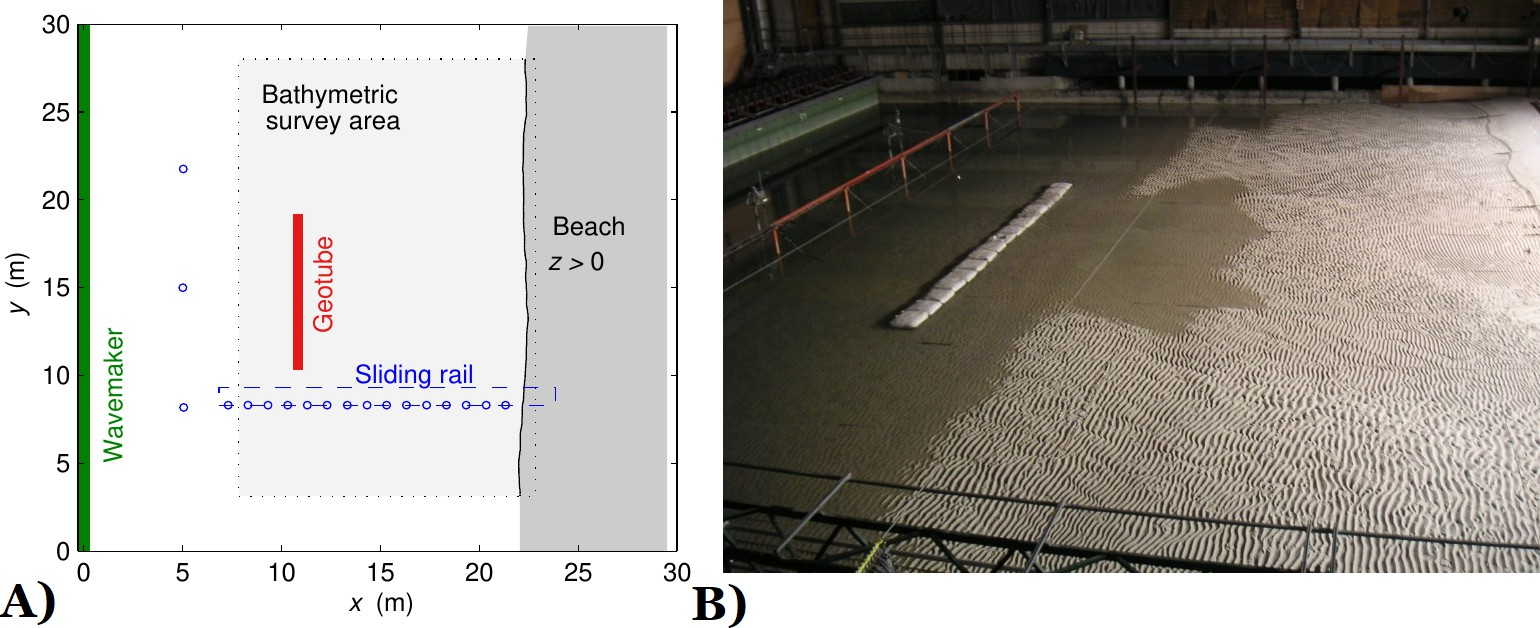 30
25
20
15
10
5
0
y (m)
Wavemaker
Bathymetric
survey area
Geotube
Sliding rail
Beach
z > 0
0 5 10 15 20 25 30
x (m)
A)
B)